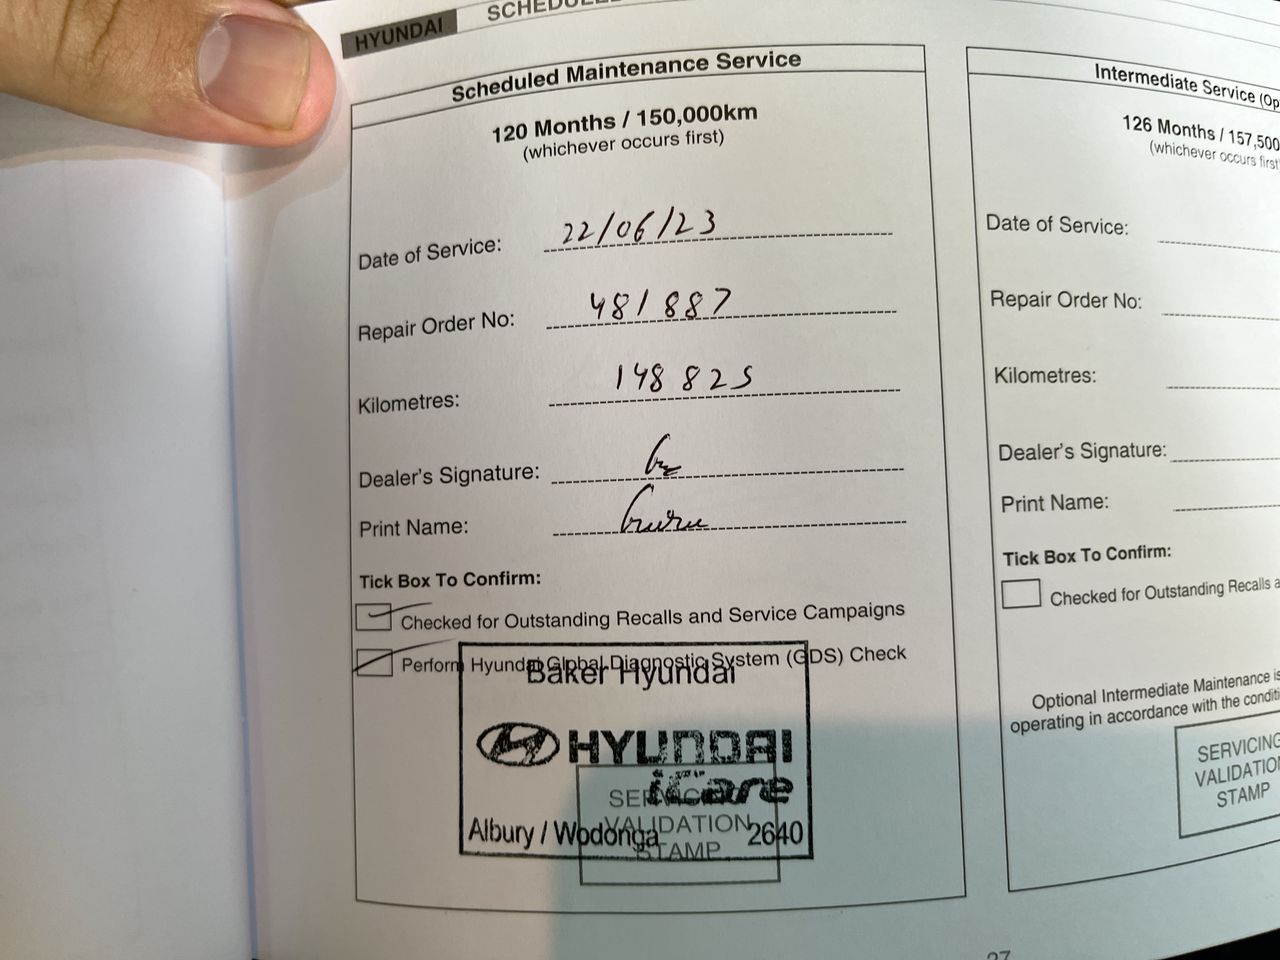 HYUNDAI
Scheduled Maintenance Service
120 Months / 150,000km
(whichever occurs first)
Date of Service: 22/06/23
Repair Order No: 481887
Kilometres: 148 825
Dealer's Signature:
Print Name:
Tick Box To Confirm:
Checked for Outstanding Recalls and Service Campaigns
Perform Hyundai Global Diagnostic System (GDS) Check
Baker Hyundai
HYUNDAI
iCare
Albury / Wodonga 2640
SERVICING
VALIDATION
STAMP
Intermediate Service (Op
126 Months / 157,500
(whichever occurs first
Date of Service:
Repair Order No:
Kilometres:
Dealer's Signature:
Print Name:
Tick Box To Confirm:
Checked for Outstanding Recalls a
Optional Intermediate Maintenance is
operating in accordance with the conditi
SERVICING
VALIDATION
STAMP